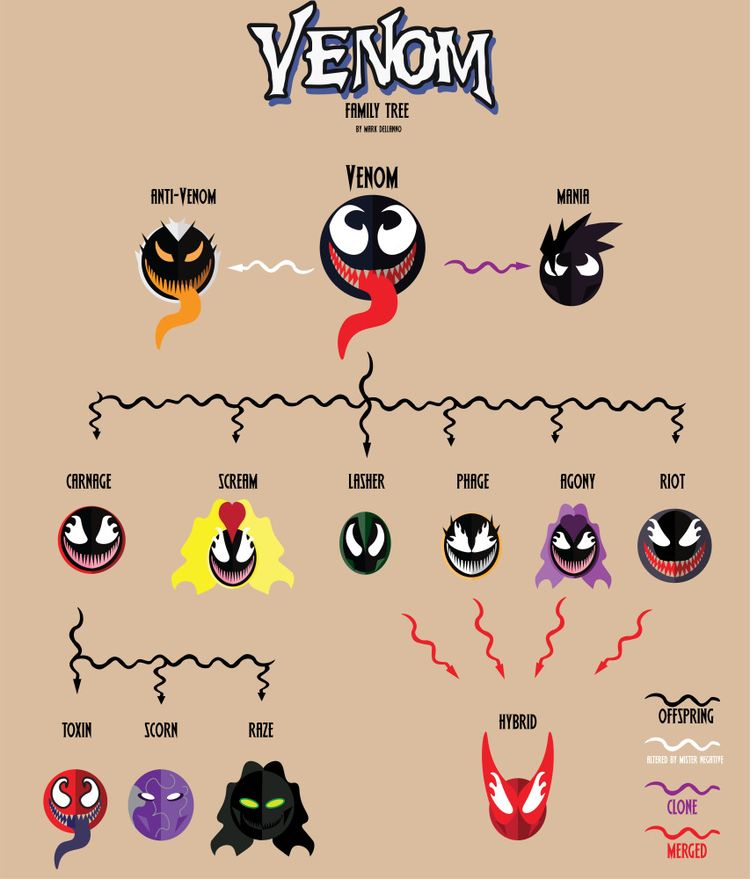 VENOM
FAMILY TREE
BY MARK DELLANNO
ANTI-VENOM
VENOM
MANIA
CARNAGE
SCREAM
LASHER
PHAGE
AGONY
RIOT
TOXIN
SCORN
RAZE
HYBRID
OFFSPRING
ALTERED BY MISTER NEGATIVE
CLONE
MERGED